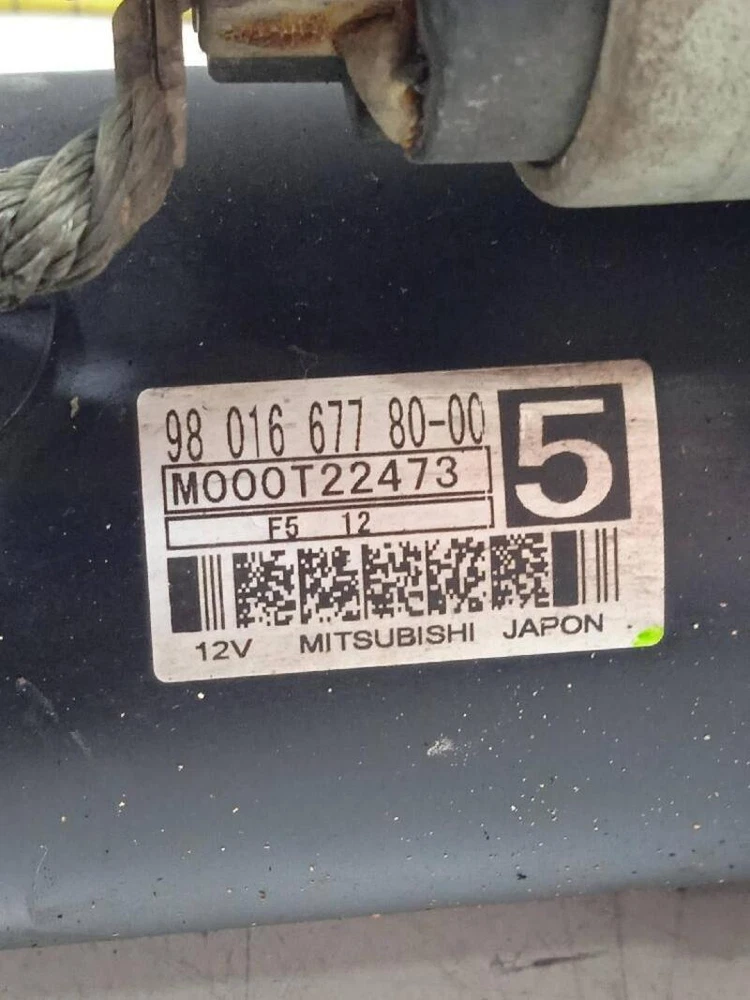 98 016 677 80-00
5
M000T22473
F5 12
12V MITSUBISHI JAPON